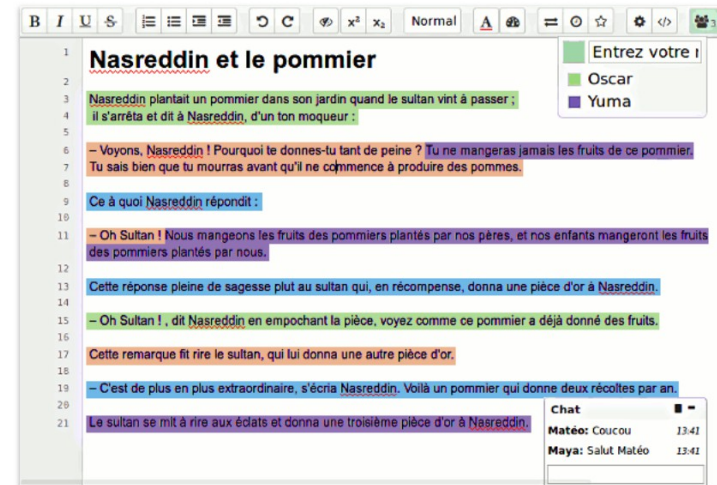 B I U S Normal A x² x₂ </> 3
Entrez votre
Oscar
Yuma
1 Nasreddin et le pommier
2
3 Nasreddin plantait un pommier dans son jardin quand le sultan vint à passer ;
4 il s'arrêta et dit à Nasreddin, d'un ton moqueur :
5
6 – Voyons, Nasreddin ! Pourquoi te donnes-tu tant de peine ? Tu ne mangeras jamais les fruits de ce pommier.
7 Tu sais bien que tu mourras avant qu'il ne commence à produire des pommes.
8
9 Ce à quoi Nasreddin répondit :
10
11 – Oh Sultan ! Nous mangeons les fruits des pommiers plantés par nos pères, et nos enfants mangeront les fruits
des pommiers plantés par nous.
12
13 Cette réponse pleine de sagesse plut au sultan qui, en récompense, donna une pièce d'or à Nasreddin.
14
15 – Oh Sultan ! , dit Nasreddin en empochant la pièce, voyez comme ce pommier a déjà donné des fruits.
16
17 Cette remarque fit rire le sultan, qui lui donna une autre pièce d'or.
18
19 – C'est de plus en plus extraordinaire, s'écria Nasreddin. Voilà un pommier qui donne deux récoltes par an.
20
21 Le sultan se mit à rire aux éclats et donna une troisième pièce d'or à Nasreddin.
Chat
Matéo: Coucou 13:41
Maya: Salut Matéo 13:41